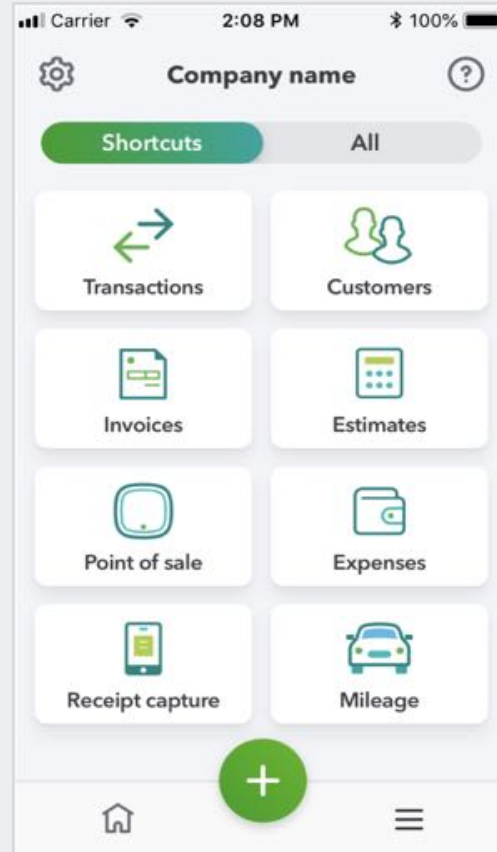 Carrier 2:08 PM 100%
Company name ?
Shortcuts All
Transactions Customers
Invoices Estimates
Point of sale Expenses
Receipt capture Mileage
+